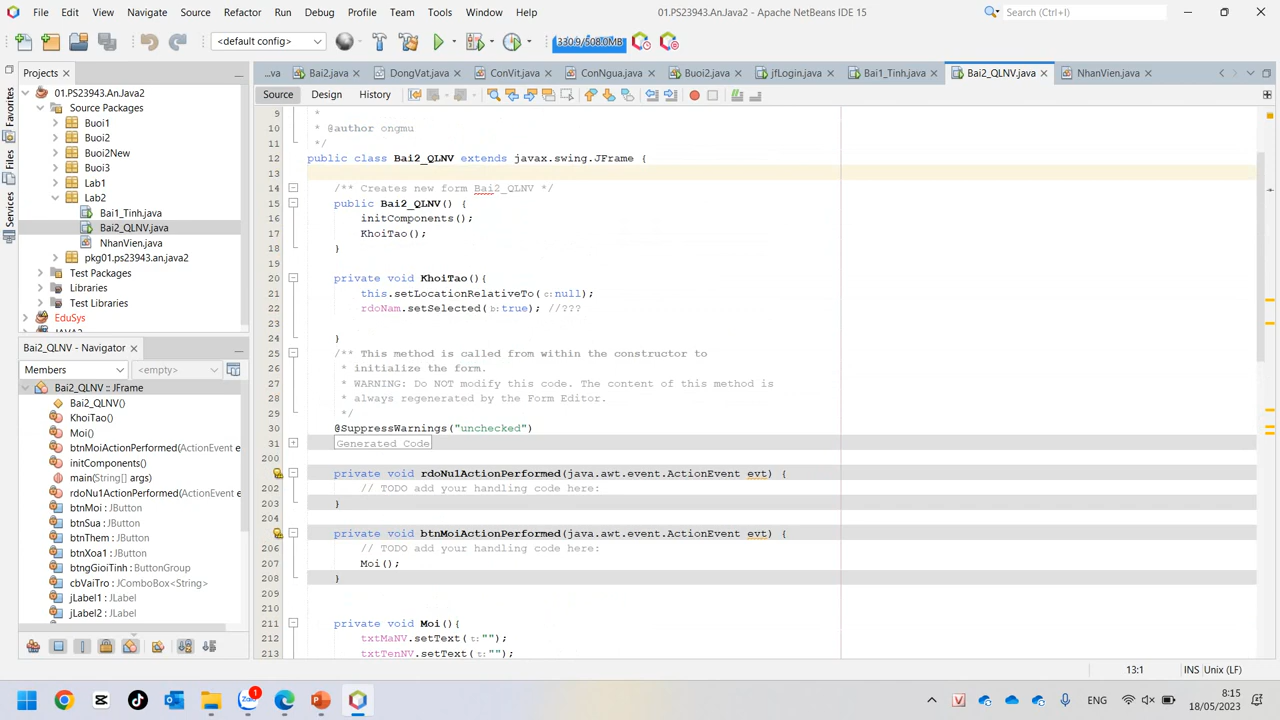 File Edit View Navigate Source Refactor Run Debug Profile Team Tools Window Help
01.PS23943.An.Java2 - Apache NetBeans IDE 15
Search (Ctrl+I)
<default config>
330.9/508.0MB
Projects
...va Bai2.java DongVat.java ConVit.java ConNgua.java Buoi2.java jfLogin.java Bai1_Tinh.java Bai2_QLNV.java NhanVien.java
Source Design History
Favorites
Files
Services
01.PS23943.An.Java2
Source Packages
Buoi1
Buoi2
Buoi2New
Buoi3
Lab1
Lab2
Bai1_Tinh.java
Bai2_QLNV.java
NhanVien.java
pkg01.ps23943.an.java2
Test Packages
Libraries
Test Libraries
EduSys
JAVA2
Bai2_QLNV - Navigator
Members
<empty>
Bai2_QLNV :: JFrame
Bai2_QLNV()
KhoiTao()
Moi()
btnMoiActionPerformed(ActionEvent e
initComponents()
main(String[] args)
rdoNu1ActionPerformed(ActionEvent e
btnMoi : JButton
btnSua : JButton
btnThem : JButton
btnXoa1 : JButton
btngGioiTinh : ButtonGroup
cbVaiTro : JComboBox<String>
jLabel1 : JLabel
jLabel2 : JLabel
9 *
10 * @author ongmu
11 */
12 public class Bai2_QLNV extends javax.swing.JFrame {
13
14 /** Creates new form Bai2_QLNV */
15 public Bai2_QLNV() {
16 initComponents();
17 KhoiTao();
18 }
19
20 private void KhoiTao(){
21 this.setLocationRelativeTo(c:null);
22 rdoNam.setSelected(b:true); //???
23
24 }
25 /** This method is called from within the constructor to
26 * initialize the form.
27 * WARNING: Do NOT modify this code. The content of this method is
28 * always regenerated by the Form Editor.
29 */
30 @SuppressWarnings("unchecked")
31 Generated Code
200
private void rdoNu1ActionPerformed(java.awt.event.ActionEvent evt) {
202 // TODO add your handling code here:
203 }
204
private void btnMoiActionPerformed(java.awt.event.ActionEvent evt) {
206 // TODO add your handling code here:
207 Moi();
208 }
209
210
211 private void Moi(){
212 txtMaNV.setText(t:"");
213 txtTenNV.setText(t:"");
13:1 INS Unix (LF)
Zalo
1
ENG
8:15
18/05/2023